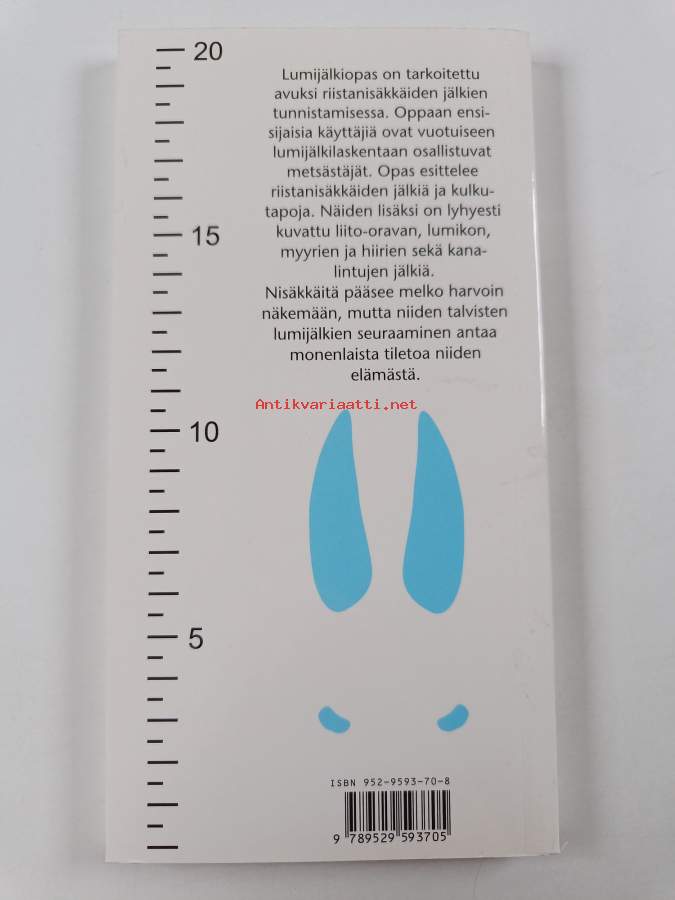 20
Lumijälkiopas on tarkoitettu
avuksi riistanisäkkäiden jälkien
tunnistamisessa. Oppaan ensi-
sijaisia käyttäjiä ovat vuotuiseen
lumijälkilaskentaan osallistuvat
metsästäjät. Opas esittelee
riistanisäkkäiden jälkiä ja kulku-
tapoja. Näiden lisäksi on lyhyesti
kuvattu liito-oravan, lumikon,
myyrien ja hiirien sekä kana-
lintujen jälkiä.
Nisäkkäitä pääsee melko harvoin
näkemään, mutta niiden talvisten
lumijälkien seuraaminen antaa
monenlaista tiletoa niiden
elämästä.
15
Antikvariaatti.net
10
5
ISBN 952-9593-70-8
9 789529 593705